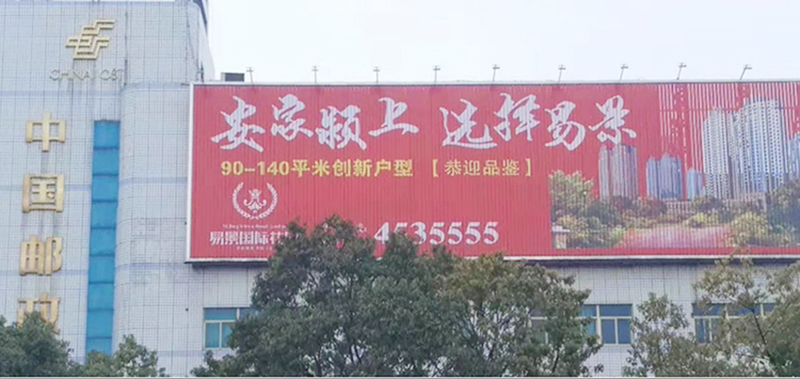 CHINA POST
中国邮政
安家颍上 选择易景
90-140平米创新户型 【恭迎品鉴】
易景国际花
4535555